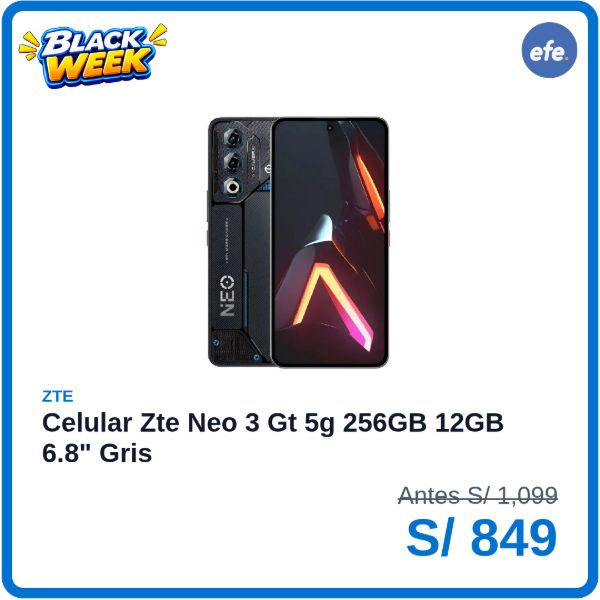 BLACK
WEEK
efe.
NEO
ZTE
Celular Zte Neo 3 Gt 5g 256GB 12GB
6.8" Gris
Antes S/ 1,099
S/ 849